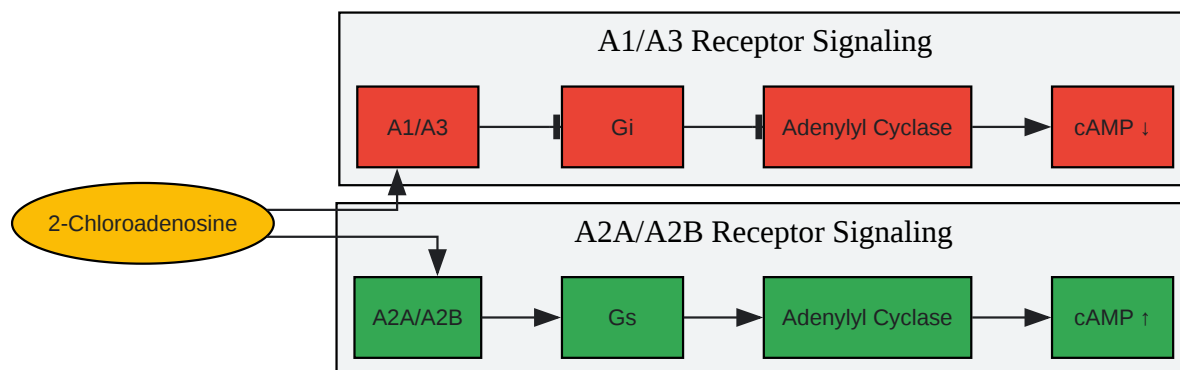 A1/A3 Receptor Signaling
A1/A3
Gi
Adenylyl Cyclase
cAMP ↓
2-Chloroadenosine
A2A/A2B Receptor Signaling
A2A/A2B
Gs
Adenylyl Cyclase
cAMP ↑